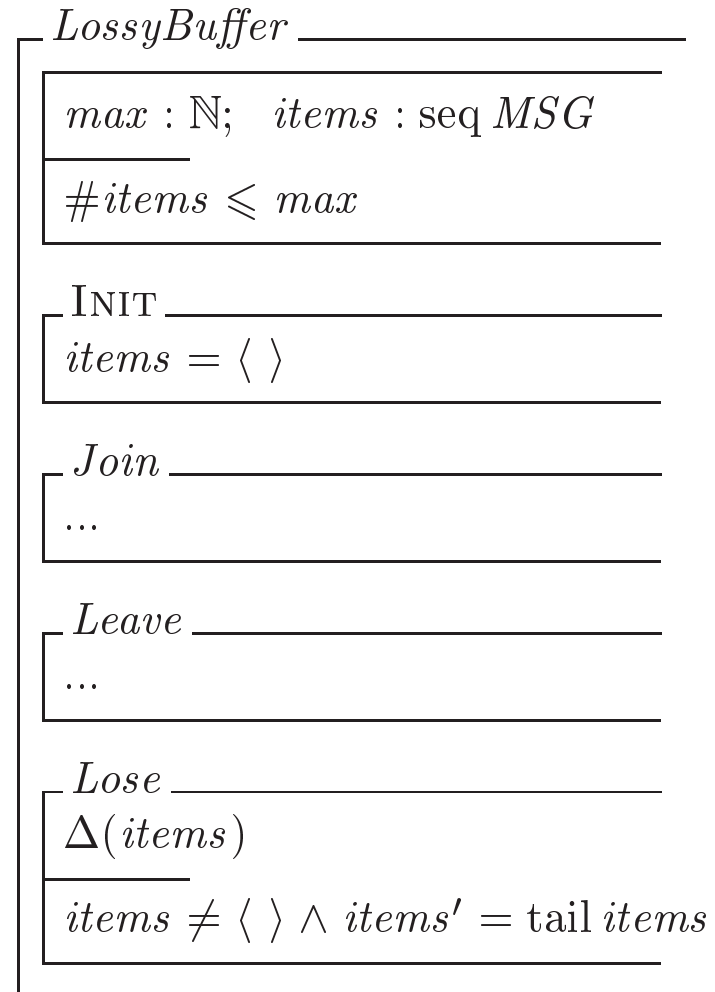 LossyBuffer
max : ℕ; items : seq MSG
#items ⩽ max
INIT
items = ⟨ ⟩
Join
...
Leave
...
Lose
Δ(items)
items ≠ ⟨ ⟩ ∧ items′ = tail items